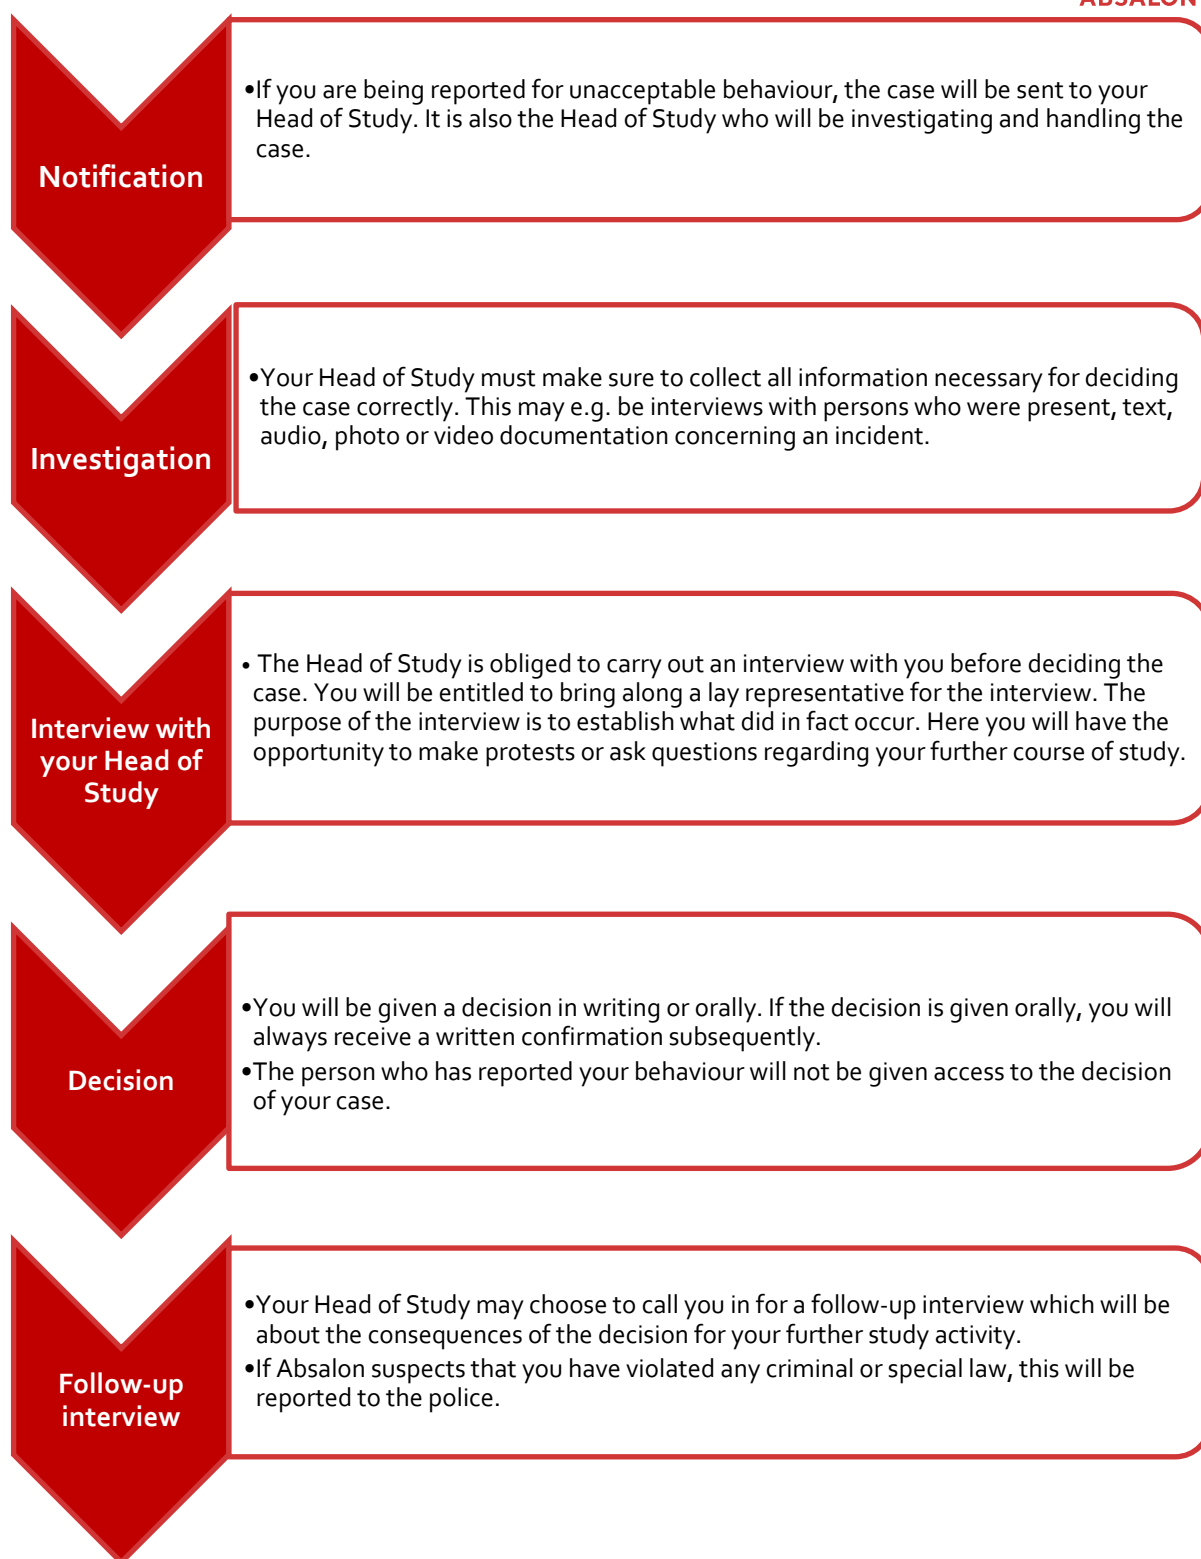 ABSALON
Notification
•If you are being reported for unacceptable behaviour, the case will be sent to your
Head of Study. It is also the Head of Study who will be investigating and handling the
case.
Investigation
•Your Head of Study must make sure to collect all information necessary for deciding
the case correctly. This may e.g. be interviews with persons who were present, text,
audio, photo or video documentation concerning an incident.
Interview with
your Head of
Study
• The Head of Study is obliged to carry out an interview with you before deciding the
case. You will be entitled to bring along a lay representative for the interview. The
purpose of the interview is to establish what did in fact occur. Here you will have the
opportunity to make protests or ask questions regarding your further course of study.
Decision
•You will be given a decision in writing or orally. If the decision is given orally, you will
always receive a written confirmation subsequently.
•The person who has reported your behaviour will not be given access to the decision
of your case.
Follow-up
interview
•Your Head of Study may choose to call you in for a follow-up interview which will be
about the consequences of the decision for your further study activity.
•If Absalon suspects that you have violated any criminal or special law, this will be
reported to the police.